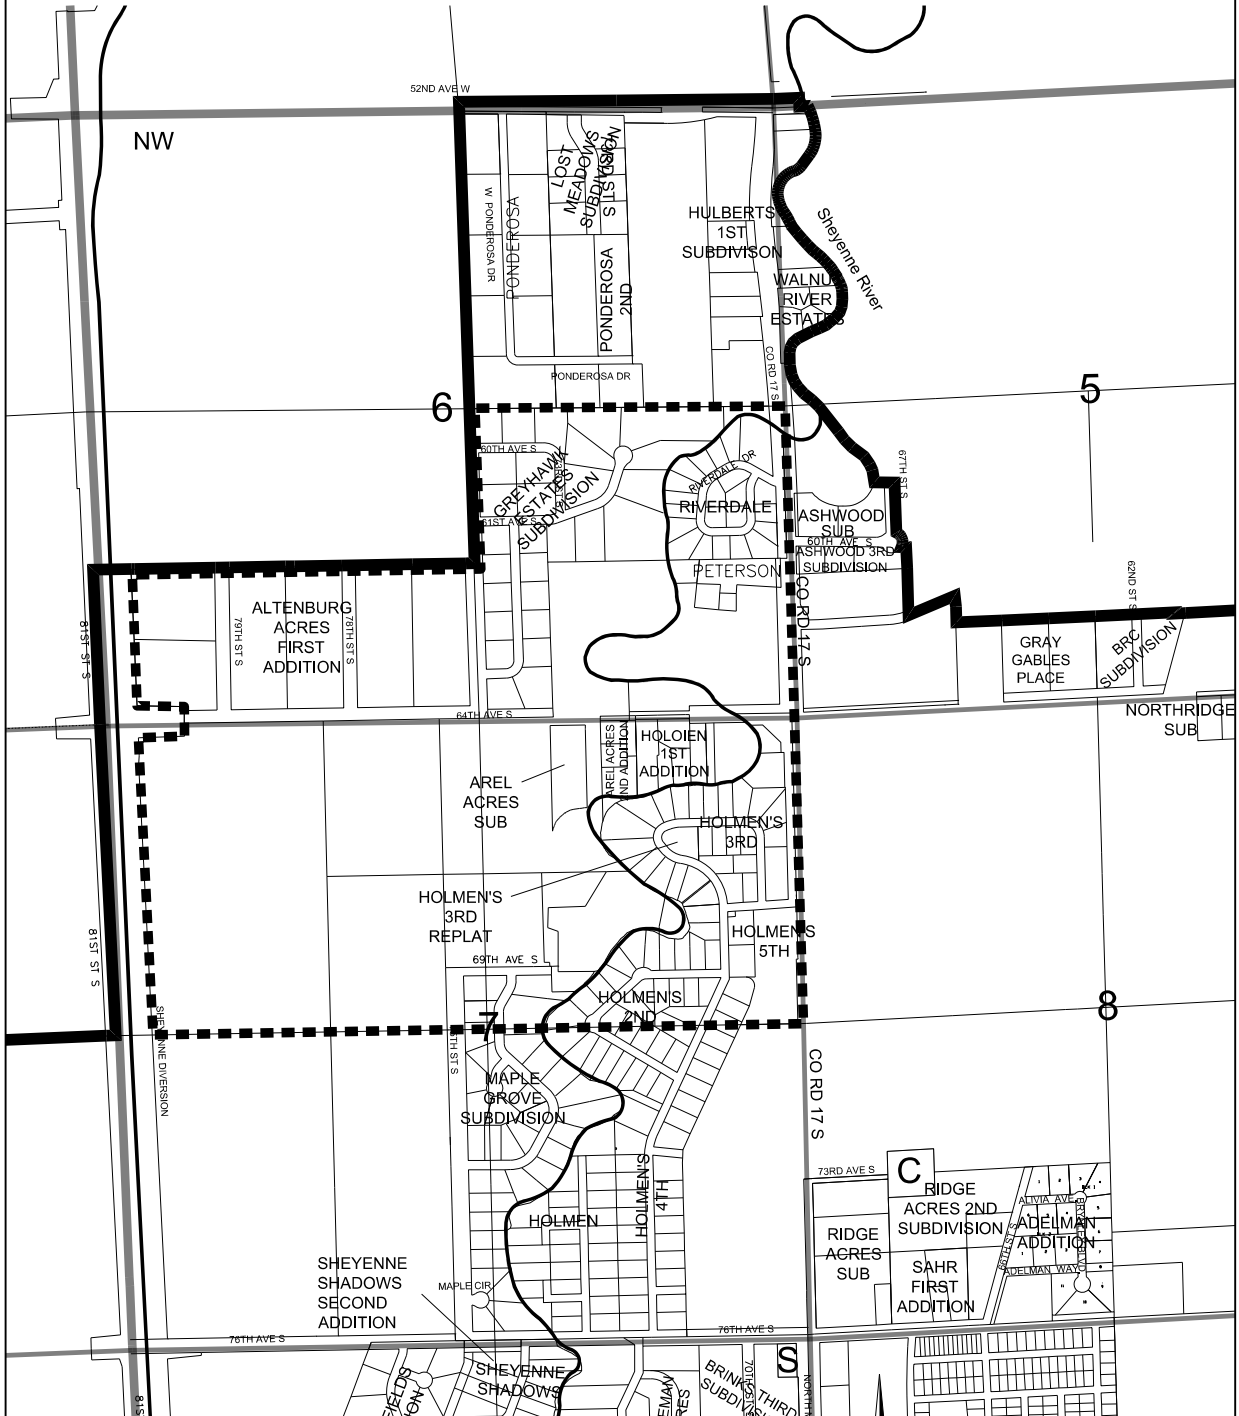 52ND AVE W
NW
LOST
MEADOWS
SUBDIVISION
W PONDEROSA DR
PONDEROSA
PONDEROSA
2ND
HULBERTS
1ST
SUBDIVISON
Sheyenne River
WALNU
RIVER
ESTATES
CO RD 17 S
PONDEROSA DR
6
5
60TH AVE S
GREYHAWK
ESTATES
SUBDIVISION
61ST AVE S
RIVERDALE DR
RIVERDALE
67TH ST S
ASHWOOD
SUB
60TH AVE S
ASHWOOD 3RD
SUBDIVISION
PETERSON
CO RD 17 S
62ND ST S
81ST ST S
79TH ST S
ALTENBURG
ACRES
FIRST
ADDITION
78TH ST S
GRAY
GABLES
PLACE
BRC
SUBDIVISION
64TH AVE S
NORTHRIDGE
SUB
AREL
ACRES
SUB
AREL ACRES
2ND ADDITION
HOLOIEN
1ST
ADDITION
HOLMEN'S
3RD
HOLMEN'S
3RD
REPLAT
81ST ST S
HOLMEN'S
5TH
69TH AVE S
HOLMEN'S
2ND
7
8
SHEYENNE DIVERSION
MAPLE
GROVE
SUBDIVISION
CO RD 17 S
HOLMEN
HOLMEN'S
4TH
73RD AVE S
C
RIDGE
ACRES 2ND
SUBDIVISION
RIDGE
ACRES
SUB
SAHR
FIRST
ADDITION
ALIVIA AVE
ADELMAN
ADDITION
ADELMAN WAY
SHEYENNE
SHADOWS
SECOND
ADDITION
MAPLE CIR
76TH AVE S
76TH AVE S
S
SHEYENNE
SHADOWS